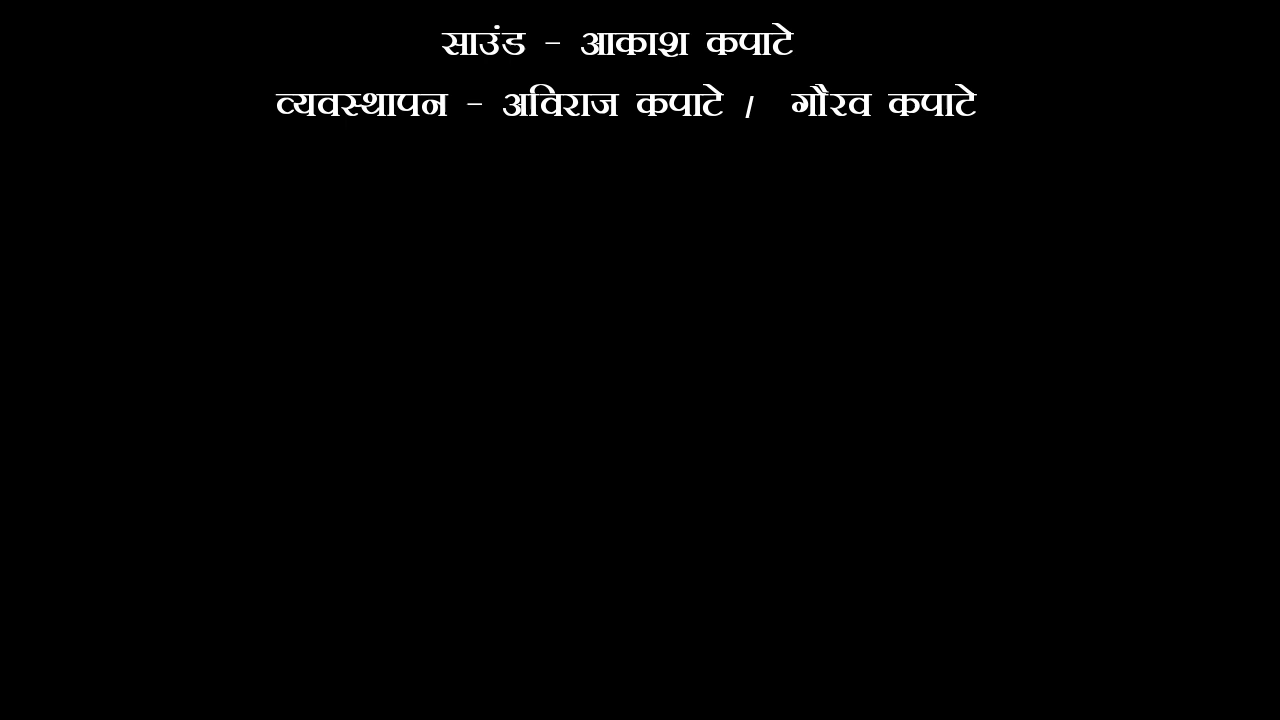 साउंड - आकाश कपाटे
व्यवस्थापन - अविराज कपाटे / गौरव कपाटे